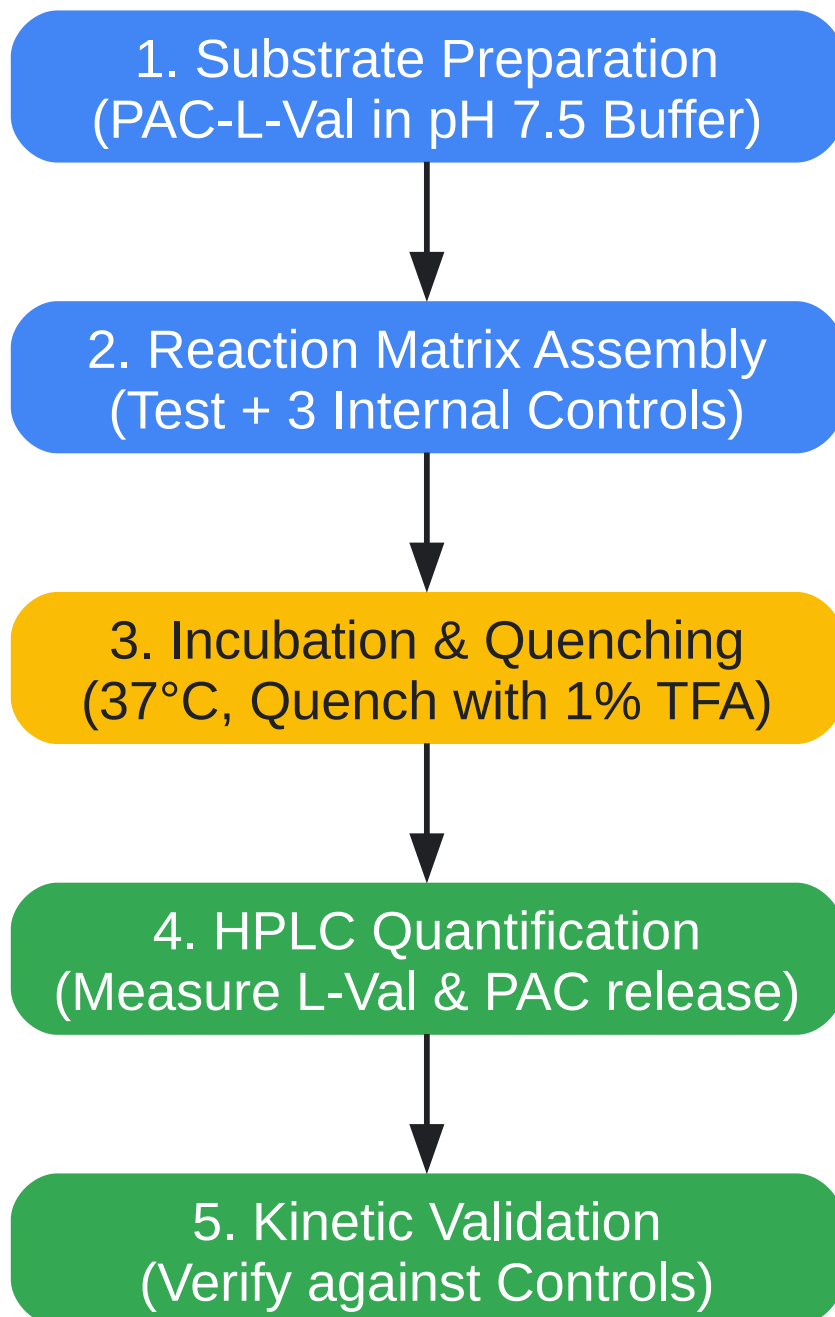 1. Substrate Preparation
(PAC-L-Val in pH 7.5 Buffer)
2. Reaction Matrix Assembly
(Test + 3 Internal Controls)
3. Incubation & Quenching
(37°C, Quench with 1% TFA)
4. HPLC Quantification
(Measure L-Val & PAC release)
5. Kinetic Validation
(Verify against Controls)